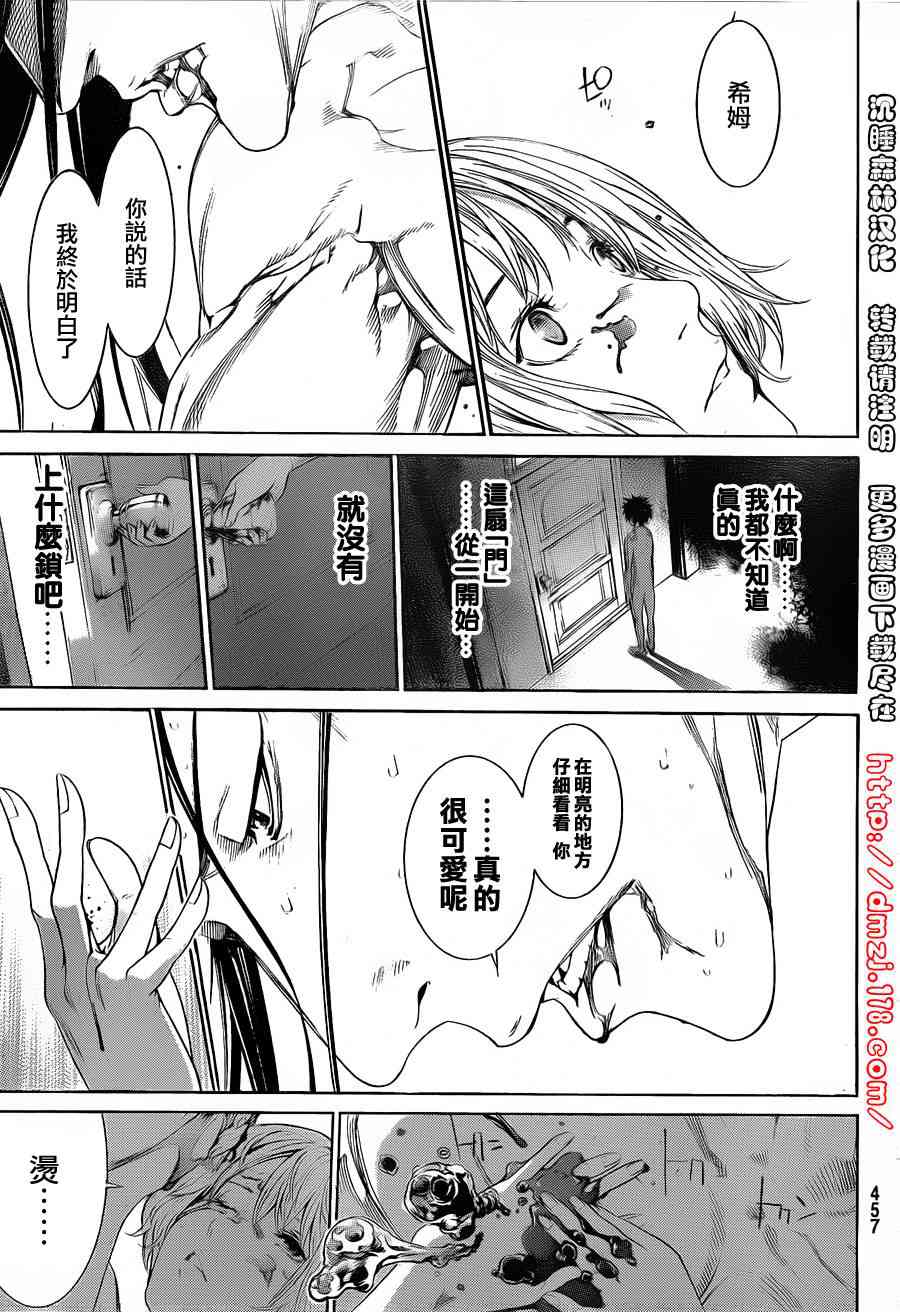 希姆
你説的話
我終於明白了
什麼啊……
我都不知道
真的
這扇「門」
……從一開始…
就沒有
上什麼鎖吧……
在明亮的地方
仔細看看 你
……真的
很可愛呢
燙……
457
沉睡森林汉化 转载请注明 更多漫画下载尽在 http://dmzj.178.com/